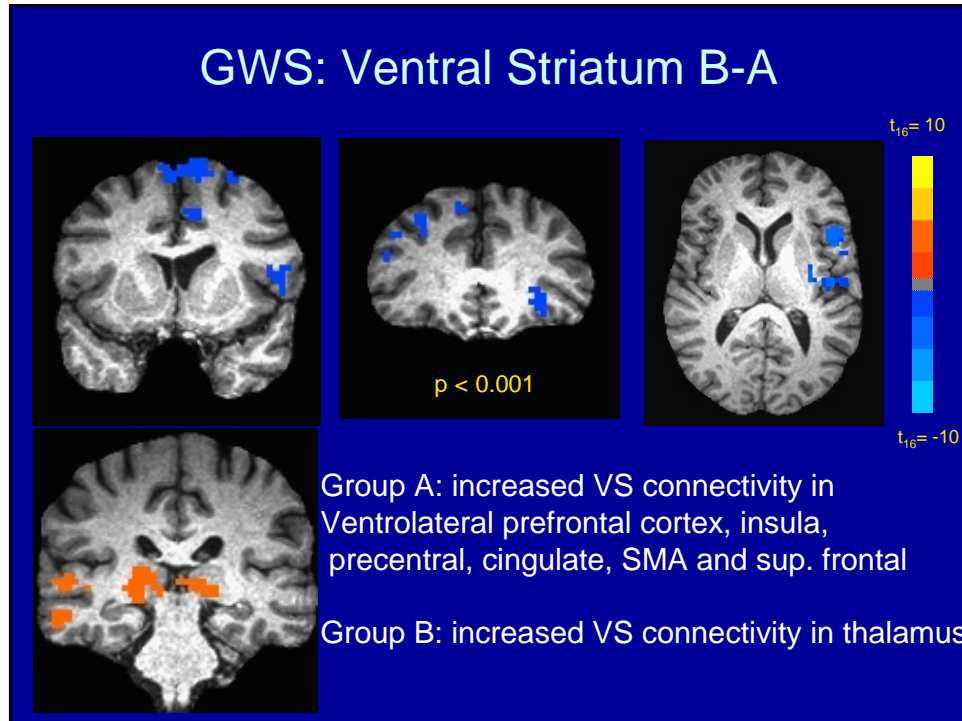 GWS: Ventral Striatum B-A
t16= 10
p < 0.001
t16= -10
Group A: increased VS connectivity in
Ventrolateral prefrontal cortex, insula,
precentral, cingulate, SMA and sup. frontal
Group B: increased VS connectivity in thalamus